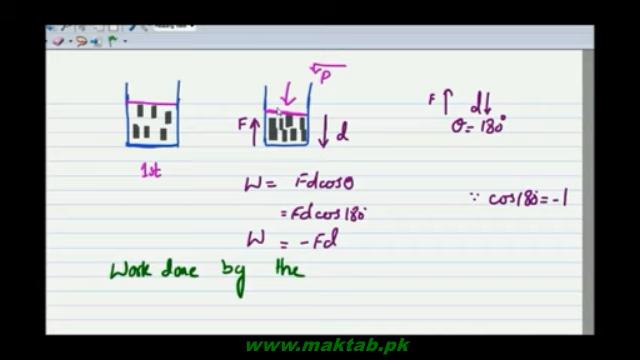 P
F
d
1st
F d
θ = 180°
W = Fdcosθ
= Fdcos180°
∵ cos180° = -1
W = -Fd
Work done by the
www.maktab.pk